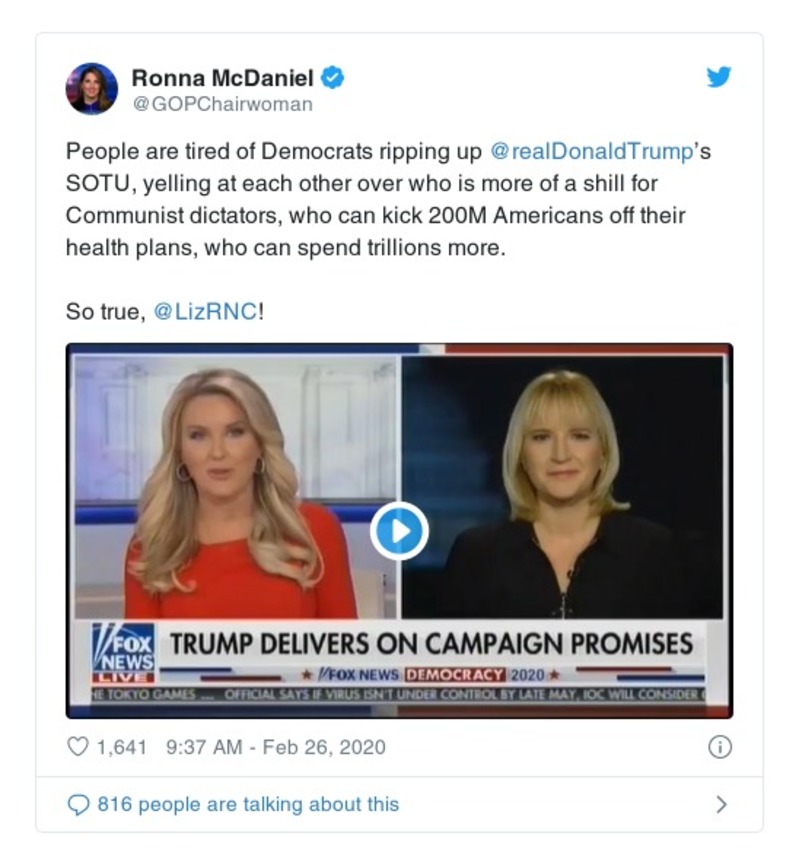 Ronna McDaniel
@GOPChairwoman
People are tired of Democrats ripping up @realDonaldTrump's
SOTU, yelling at each other over who is more of a shill for
Communist dictators, who can kick 200M Americans off their
health plans, who can spend trillions more.
So true, @LizRNC!
FOX
NEWS
LIVE
TRUMP DELIVERS ON CAMPAIGN PROMISES
FOX NEWS DEMOCRACY 2020
HE TOKYO GAMES ... OFFICIAL SAYS IF VIRUS ISN'T UNDER CONTROL BY LATE MAY, IOC WILL CONSIDER
1,641 9:37 AM - Feb 26, 2020
816 people are talking about this